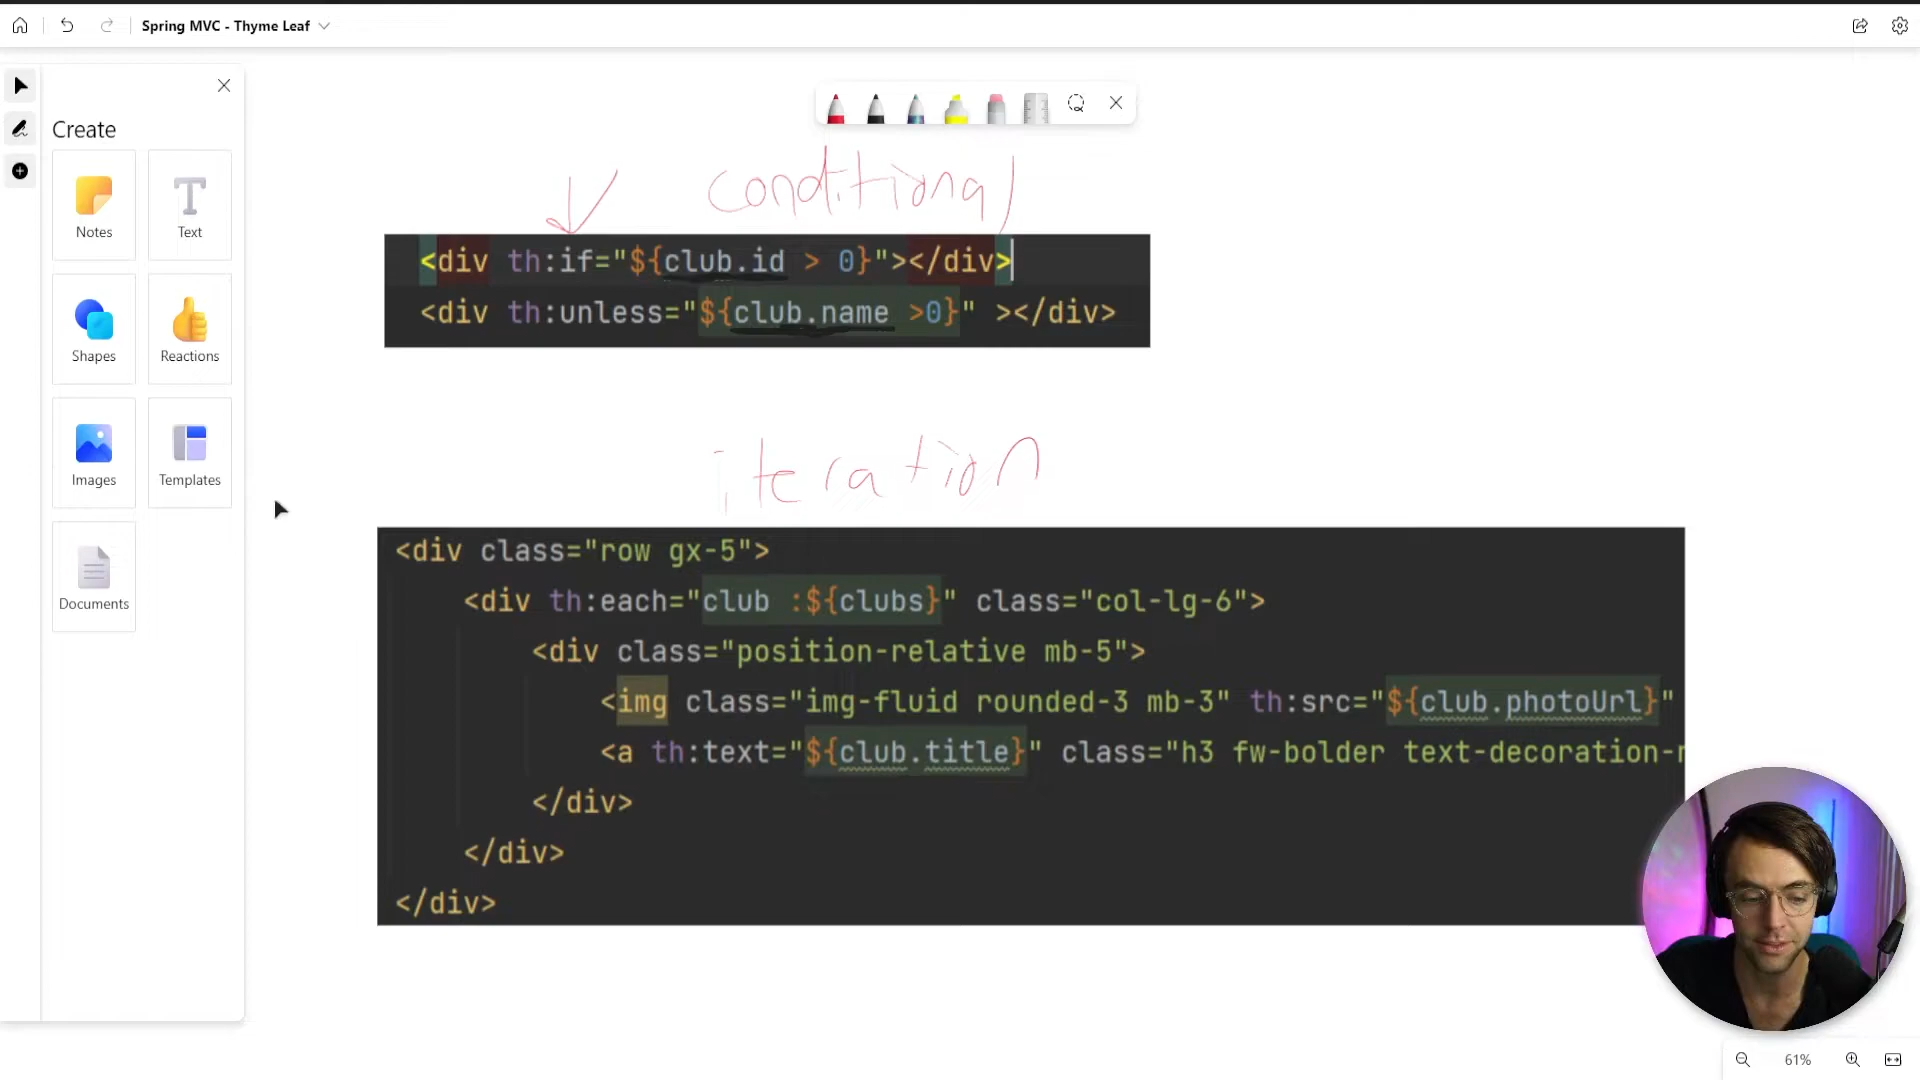 Spring MVC - Thyme Leaf
Create
Notes
Text
Shapes
Reactions
Images
Templates
Documents
conditional
<div th:if="${club.id > 0}"></div>
<div th:unless="${club.name >0}" ></div>
iteration
<div class="row gx-5">
<div th:each="club :${clubs}" class="col-lg-6">
<div class="position-relative mb-5">
<img class="img-fluid rounded-3 mb-3" th:src="${club.photoUrl}"
<a th:text="${club.title}" class="h3 fw-bolder text-decoration-
</div>
</div>
</div>
61%